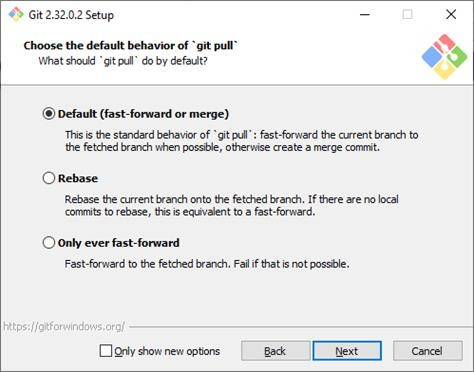 Git 2.32.0.2 Setup
Choose the default behavior of `git pull`
What should `git pull` do by default?
Default (fast-forward or merge)
This is the standard behavior of `git pull`: fast-forward the current branch to
the fetched branch when possible, otherwise create a merge commit.
Rebase
Rebase the current branch onto the fetched branch. If there are no local
commits to rebase, this is equivalent to a fast-forward.
Only ever fast-forward
Fast-forward to the fetched branch. Fail if that is not possible.
https://gitforwindows.org/
Only show new options
Back
Next
Cancel